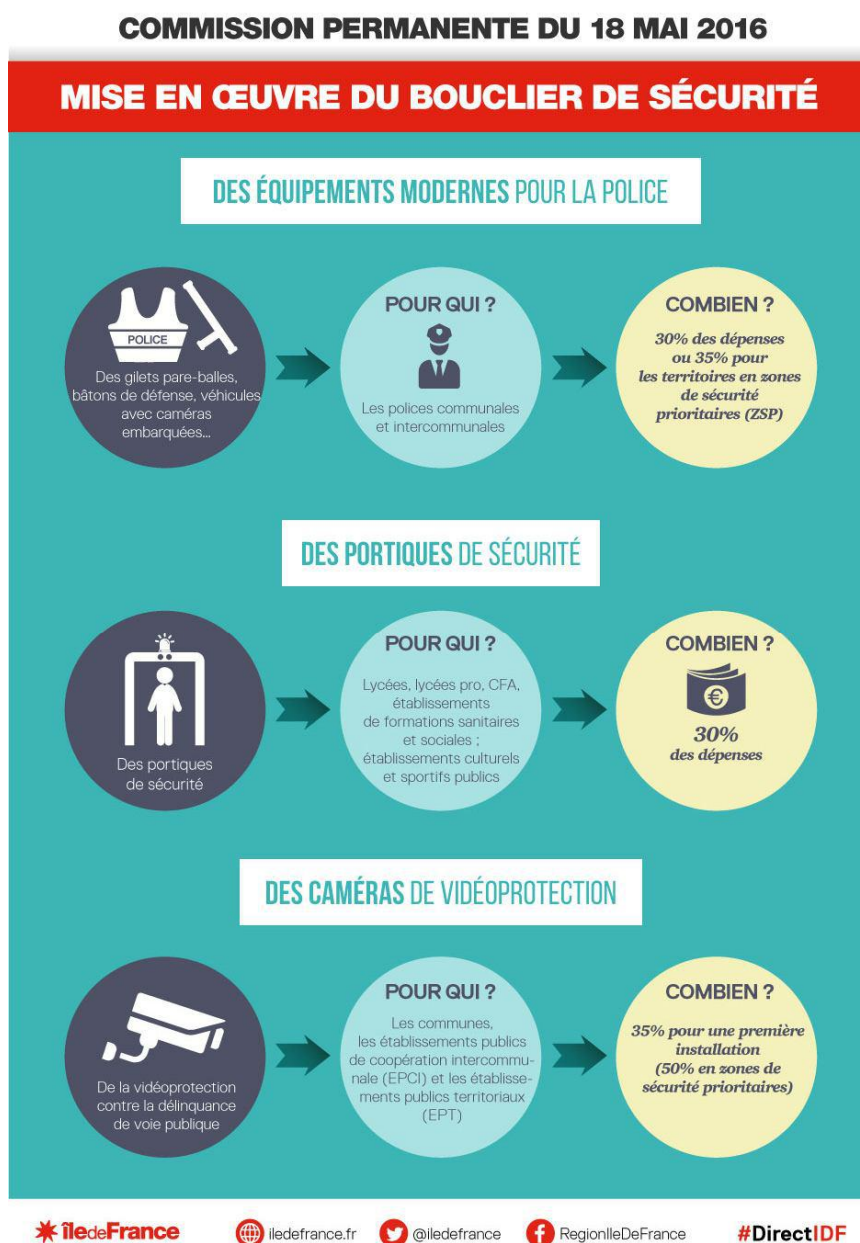 COMMISSION PERMANENTE DU 18 MAI 2016
MISE EN ŒUVRE DU BOUCLIER DE SÉCURITÉ
DES ÉQUIPEMENTS MODERNES POUR LA POLICE
POLICE
Des gilets pare-balles,
bâtons de défense, véhicules
avec caméras
embarquées...
POUR QUI ?
Les polices communales
et intercommunales
COMBIEN ?
30% des dépenses
ou 35% pour
les territoires en zones
de sécurité
prioritaires (ZSP)
DES PORTIQUES DE SÉCURITÉ
Des portiques
de sécurité
POUR QUI ?
Lycées, lycées pro, CFA,
établissements
de formations sanitaires
et sociales ;
établissements culturels
et sportifs publics
COMBIEN ?
€
30%
des dépenses
DES CAMÉRAS DE VIDÉOPROTECTION
De la vidéoprotection
contre la délinquance
de voie publique
POUR QUI ?
Les communes,
les établissements publics
de coopération intercommu-
nale (EPCI) et les établisse-
ments publics territoriaux
(EPT)
COMBIEN ?
35% pour une première
installation
(50% en zones de
sécurité prioritaires)
îledeFrance iledefrance.fr @iledefrance RegionIleDeFrance #DirectIDF